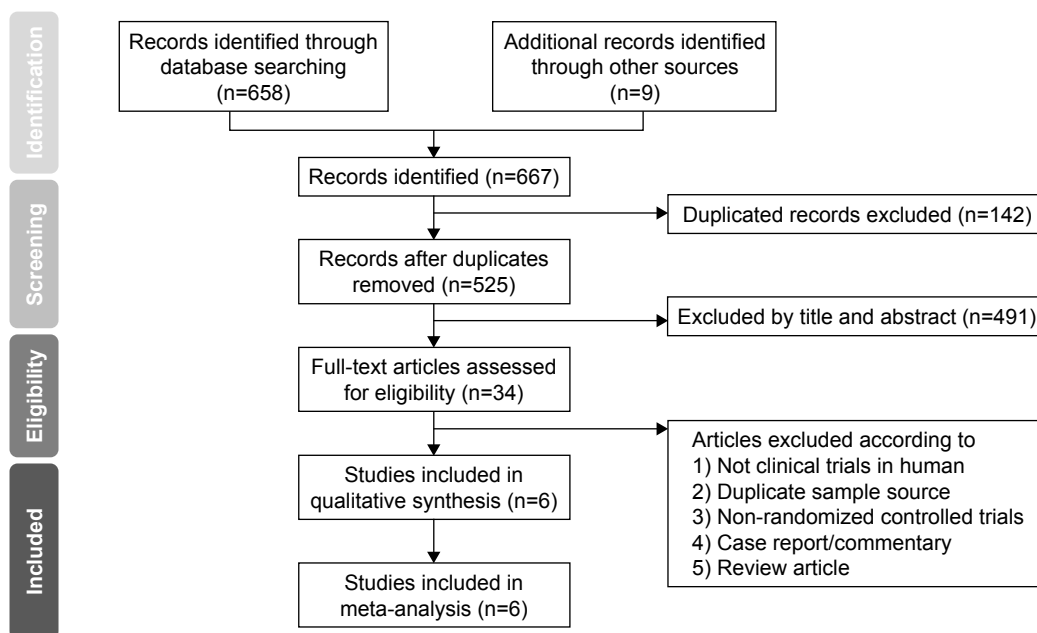 Identification
Records identified through
database searching
(n=658)
Additional records identified
through other sources
(n=9)
Records identified (n=667)
Screening
Duplicated records excluded (n=142)
Records after duplicates
removed (n=525)
Excluded by title and abstract (n=491)
Eligibility
Full-text articles assessed
for eligibility (n=34)
Articles excluded according to
1) Not clinical trials in human
2) Duplicate sample source
3) Non-randomized controlled trials
4) Case report/commentary
5) Review article
Included
Studies included in
qualitative synthesis (n=6)
Studies included in
meta-analysis (n=6)